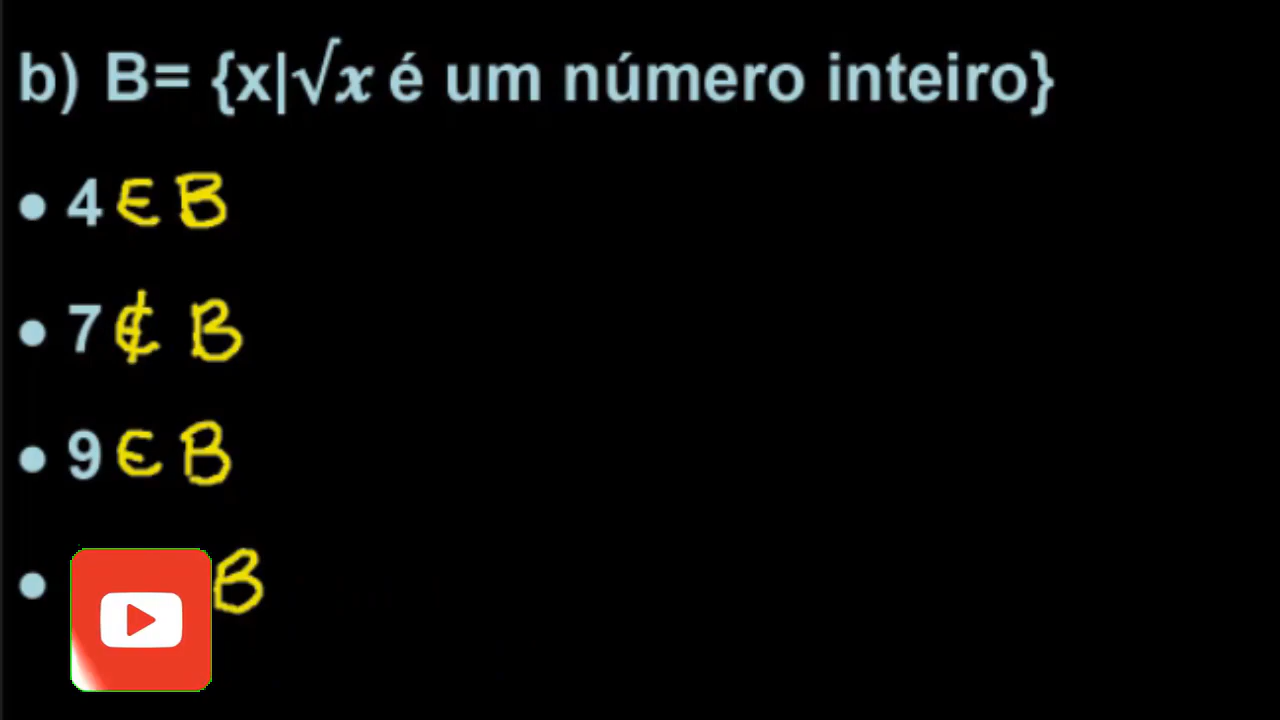 b) B= {x|√x é um número inteiro}
• 4 ∈ B
• 7 ∉ B
• 9 ∈ B
• B